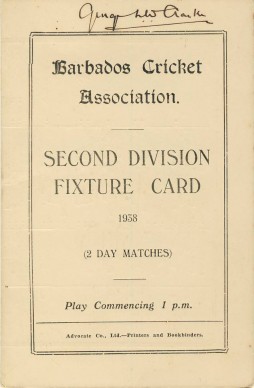 Barbados Cricket
Association.
SECOND DIVISION
FIXTURE CARD
1958
(2 DAY MATCHES)
Play Commencing 1 p.m.
Advocate Co., Ltd.—Printers and Bookbinders.